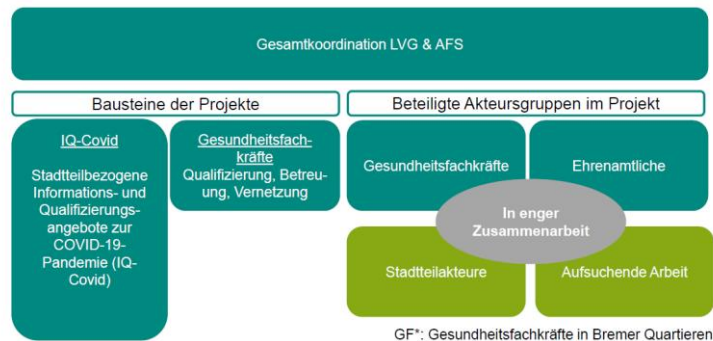 Gesamtkoordination LVG & AFS
Bausteine der Projekte
Beteiligte Akteursgruppen im Projekt
IQ-Covid
Stadtteilbezogene
Informations- und
Qualifizierungs-
angebote zur
COVID-19-
Pandemie (IQ-
Covid)
Gesundheitsfach-
kräfte
Qualifizierung, Betreu-
ung, Vernetzung
Gesundheitsfachkräfte
Ehrenamtliche
In enger
Zusammenarbeit
Stadtteilakteure
Aufsuchende Arbeit
GF*: Gesundheitsfachkräfte in Bremer Quartieren